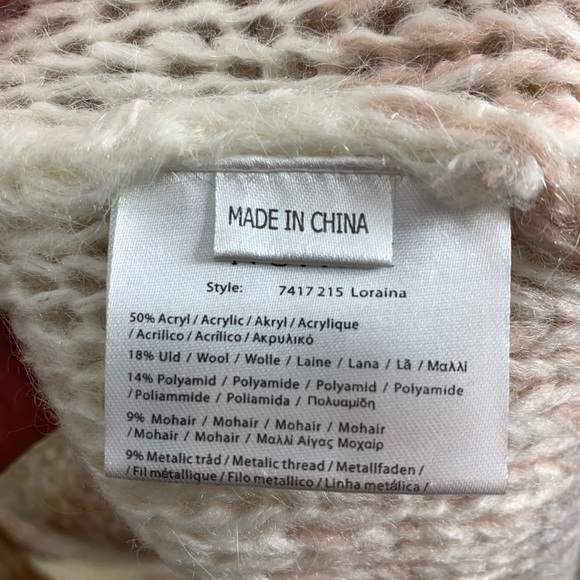 MADE IN CHINA
Style: 7417 215 Loraina
50% Acryl / Acrylic / Akryl / Acrylique
/ Acrilico / Acrílico / Ακρυλικό
18% Uld / Wool / Wolle / Laine / Lana / Lã / Μαλλί
14% Polyamid / Polyamide / Polyamid / Polyamide
/ Poliammide / Poliamida / Πολυαμίδη
9% Mohair / Mohair / Mohair / Mohair
/ Mohair / Mohair / Μαλλί Αίγας Μοχαίρ
9% Metalic tråd / Metalic thread / Metallfaden /
/ Fil métallique / Filo metallico / Linha metálica /